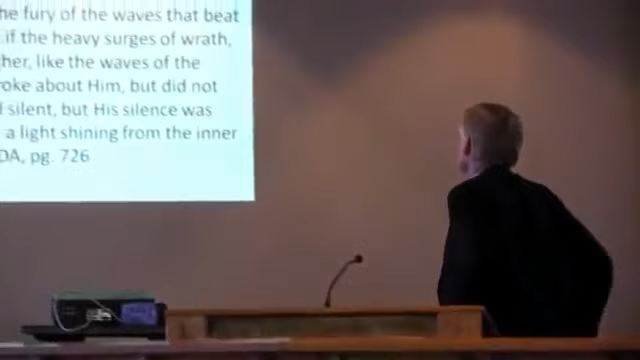 he fury of the waves that beat
if the heavy surges of wrath,
her, like the waves of the
roke about Him, but did not
silent, but His silence was
a light shining from the inner
DA, pg. 726